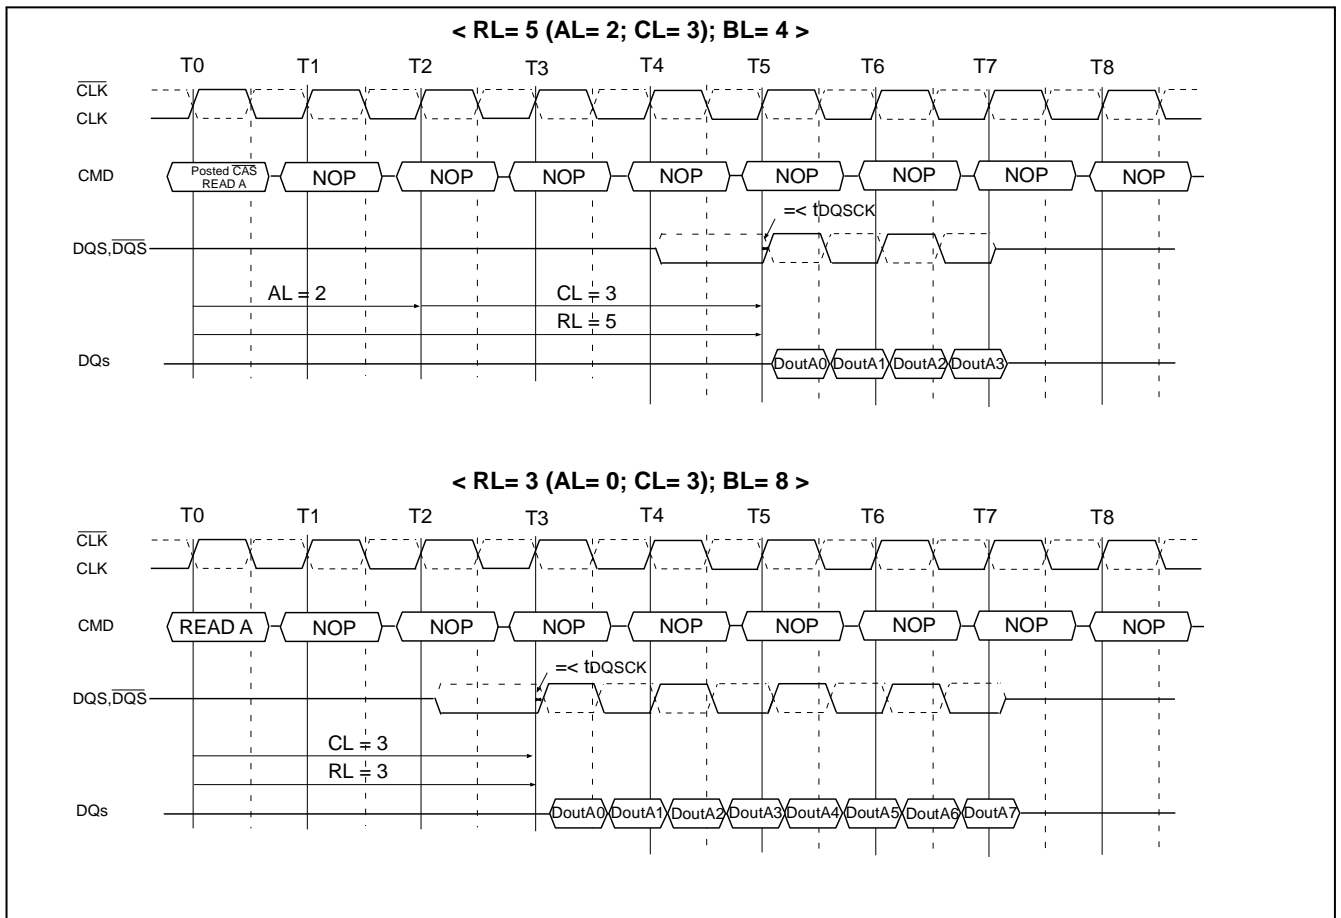 < RL= 5 (AL= 2; CL= 3); BL= 4 >
T0 T1 T2 T3 T4 T5 T6 T7 T8
CLK
CLK
CMD Posted CAS READ A NOP NOP NOP NOP NOP NOP NOP NOP
=< tDQSCK
DQS,DQS
AL = 2 CL = 3
RL = 5
DQs DoutA0 DoutA1 DoutA2 DoutA3
< RL= 3 (AL= 0; CL= 3); BL= 8 >
T0 T1 T2 T3 T4 T5 T6 T7 T8
CLK
CLK
CMD READ A NOP NOP NOP NOP NOP NOP NOP NOP
=< tDQSCK
DQS,DQS
CL = 3
RL = 3
DQs DoutA0 DoutA1 DoutA2 DoutA3 DoutA4 DoutA5 DoutA6 DoutA7